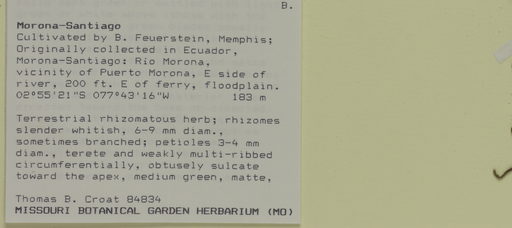 B.
Morona-Santiago
Cultivated by B. Feuerstein, Memphis;
Originally collected in Ecuador,
Morona-Santiago: Rio Morona,
vicinity of Puerto Morona, E side of
river, 200 ft. E of ferry, floodplain.
02°55'21"S 077°43'16"W 183 m
Terrestrial rhizomatous herb; rhizomes
slender whitish, 6-9 mm diam.,
sometimes branched; petioles 3-4 mm
diam., terete and weakly multi-ribbed
circumferentially, obtusely sulcate
toward the apex, medium green, matte,
Thomas B. Croat 84834
MISSOURI BOTANICAL GARDEN HERBARIUM (MO)